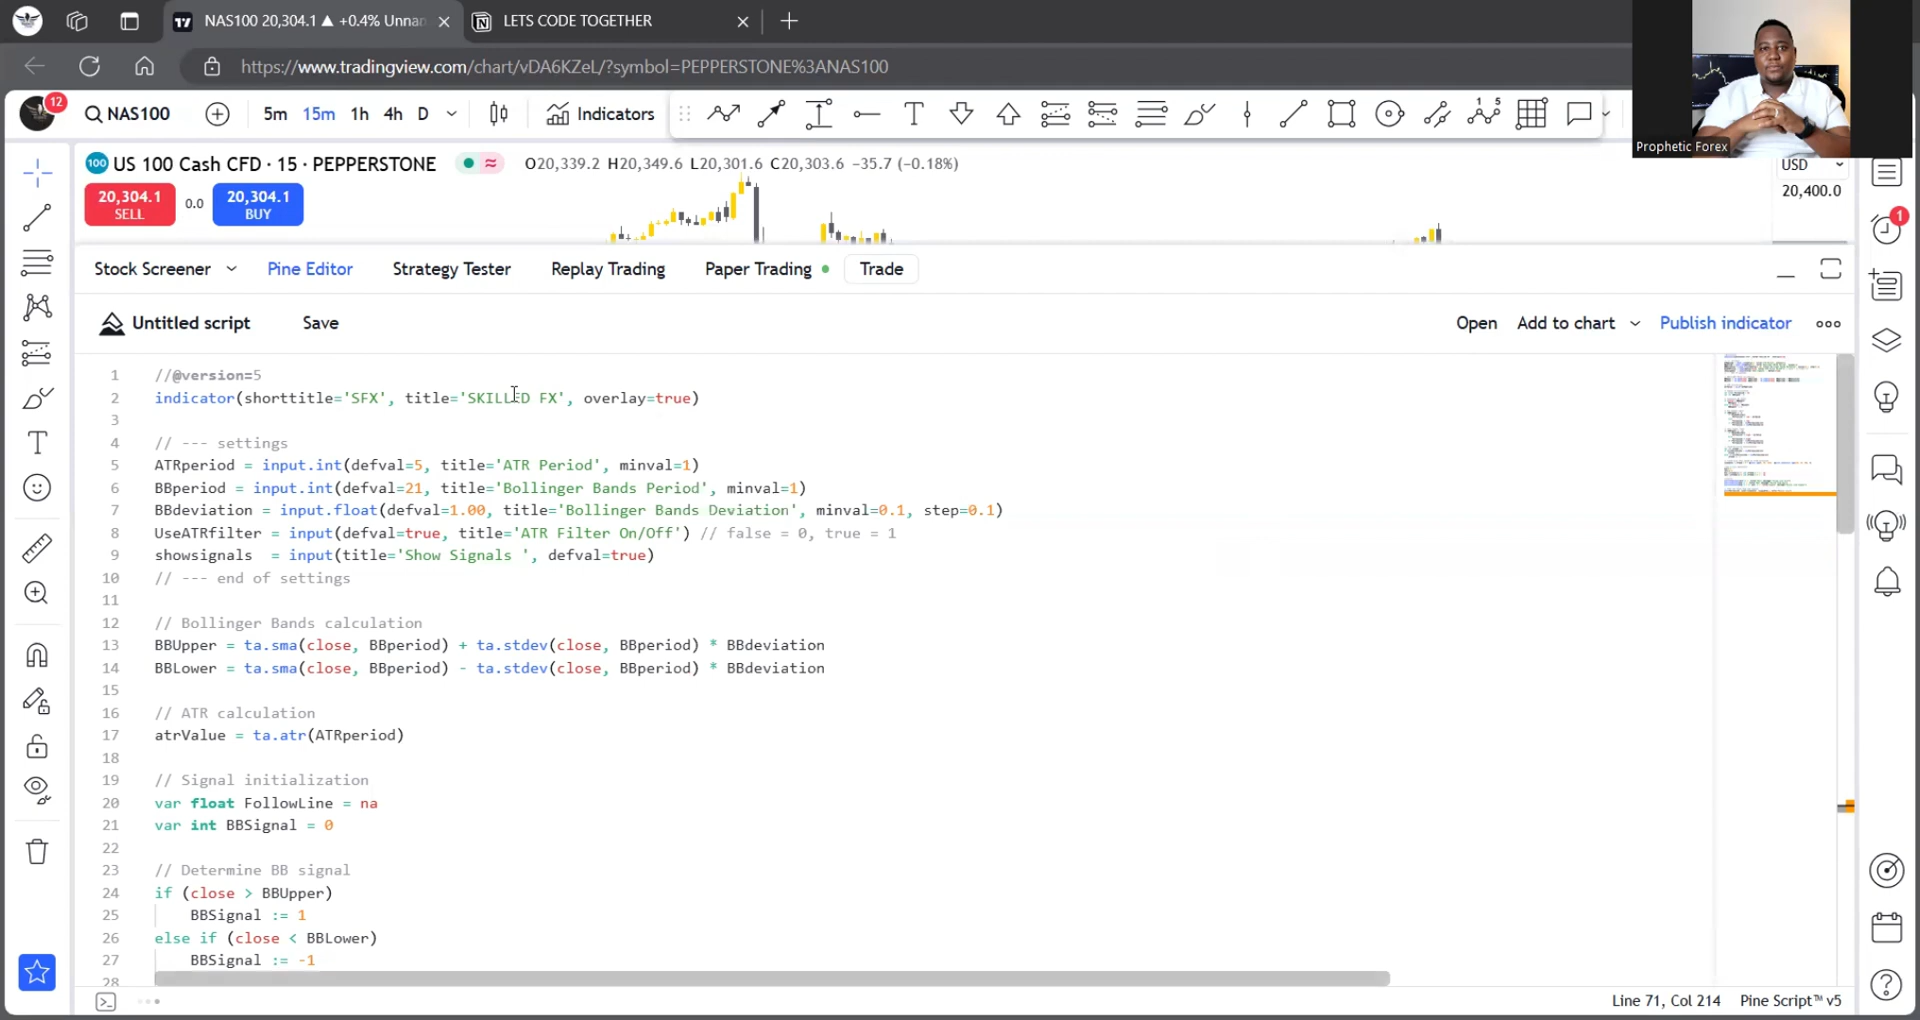 NAS100 20,304.1 ▲ +0.4% Unnan
LETS CODE TOGETHER
https://www.tradingview.com/chart/vDA6KZeL/?symbol=PEPPERSTONE%3ANAS100
12
NAS100
5m 15m 1h 4h D
Indicators
Prophetic Forex
100 US 100 Cash CFD · 15 · PEPPERSTONE
O20,339.2 H20,349.6 L20,301.6 C20,303.6 −35.7 (−0.18%)
USD
20,304.1
SELL
0.0
20,304.1
BUY
20,400.0
1
Stock Screener Pine Editor Strategy Tester Replay Trading Paper Trading Trade
Untitled script Save Open Add to chart Publish indicator
1 //@version=5
2 indicator(shorttitle='SFX', title='SKILLED FX', overlay=true)
3
4 // --- settings
5 ATRperiod = input.int(defval=5, title='ATR Period', minval=1)
6 BBperiod = input.int(defval=21, title='Bollinger Bands Period', minval=1)
7 BBdeviation = input.float(defval=1.00, title='Bollinger Bands Deviation', minval=0.1, step=0.1)
8 UseATRfilter = input(defval=true, title='ATR Filter On/Off') // false = 0, true = 1
9 showsignals  = input(title='Show Signals ', defval=true)
10 // --- end of settings
11
12 // Bollinger Bands calculation
13 BBUpper = ta.sma(close, BBperiod) + ta.stdev(close, BBperiod) * BBdeviation
14 BBLower = ta.sma(close, BBperiod) - ta.stdev(close, BBperiod) * BBdeviation
15
16 // ATR calculation
17 atrValue = ta.atr(ATRperiod)
18
19 // Signal initialization
20 var float FollowLine = na
21 var int BBSignal = 0
22
23 // Determine BB signal
24 if (close > BBUpper)
25 BBSignal := 1
26 else if (close < BBLower)
27 BBSignal := -1
28
Line 71, Col 214 Pine Script™ v5